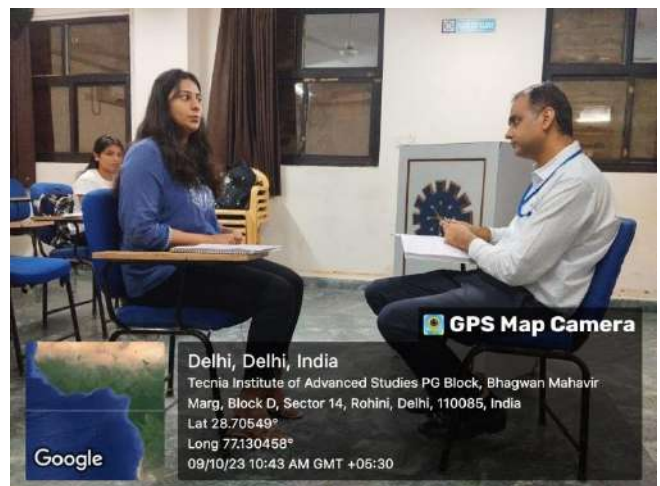 GPS Map Camera
Delhi, Delhi, India
Tecnia Institute of Advanced Studies PG Block, Bhagwan Mahavir
Marg, Block D, Sector 14, Rohini, Delhi, 110085, India
Lat 28.70549°
Long 77.130458°
09/10/23 10:43 AM GMT +05:30
Google